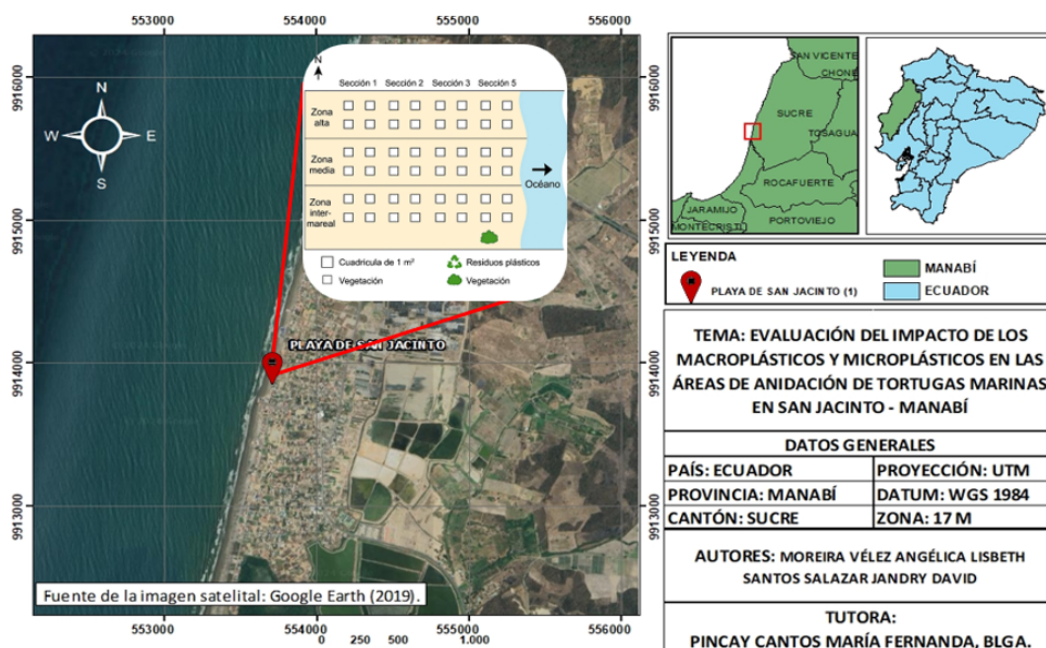 553000 554000 555000 556000
9916000
9915000
9914000
9913000
N
W E
S
N
Sección 1 Sección 2 Sección 3 Sección 5
Zona
alta
Zona
media
Zona
inter-
mareal
Océano
Cuadrícula de 1 m²
Residuos plásticos
Vegetación
Vegetación
PLAYA DE SAN JACINTO
Fuente de la imagen satelital: Google Earth (2019).
9916000
9915000
9914000
9913000
553000 554000 555000 556000
0 250 500 1.000
SAN VICENTE
CHONE
SUCRE
TOSAGUA
ROCAFUERTE
JARAMIJO
PORTOVIEJO
MONTECRISTO
LEYENDA
PLAYA DE SAN JACINTO (1)
MANABÍ
ECUADOR
TEMA: EVALUACIÓN DEL IMPACTO DE LOS
MACROPLÁSTICOS Y MICROPLÁSTICOS EN LAS
ÁREAS DE ANIDACIÓN DE TORTUGAS MARINAS
EN SAN JACINTO - MANABÍ
DATOS GENERALES
PAÍS: ECUADOR PROYECCIÓN: UTM
PROVINCIA: MANABÍ DATUM: WGS 1984
CANTÓN: SUCRE ZONA: 17 M
AUTORES: MOREIRA VÉLEZ ANGÉLICA LISBETH
SANTOS SALAZAR JANDRY DAVID
TUTORA:
PINCAY CANTOS MARÍA FERNANDA, BLGA.